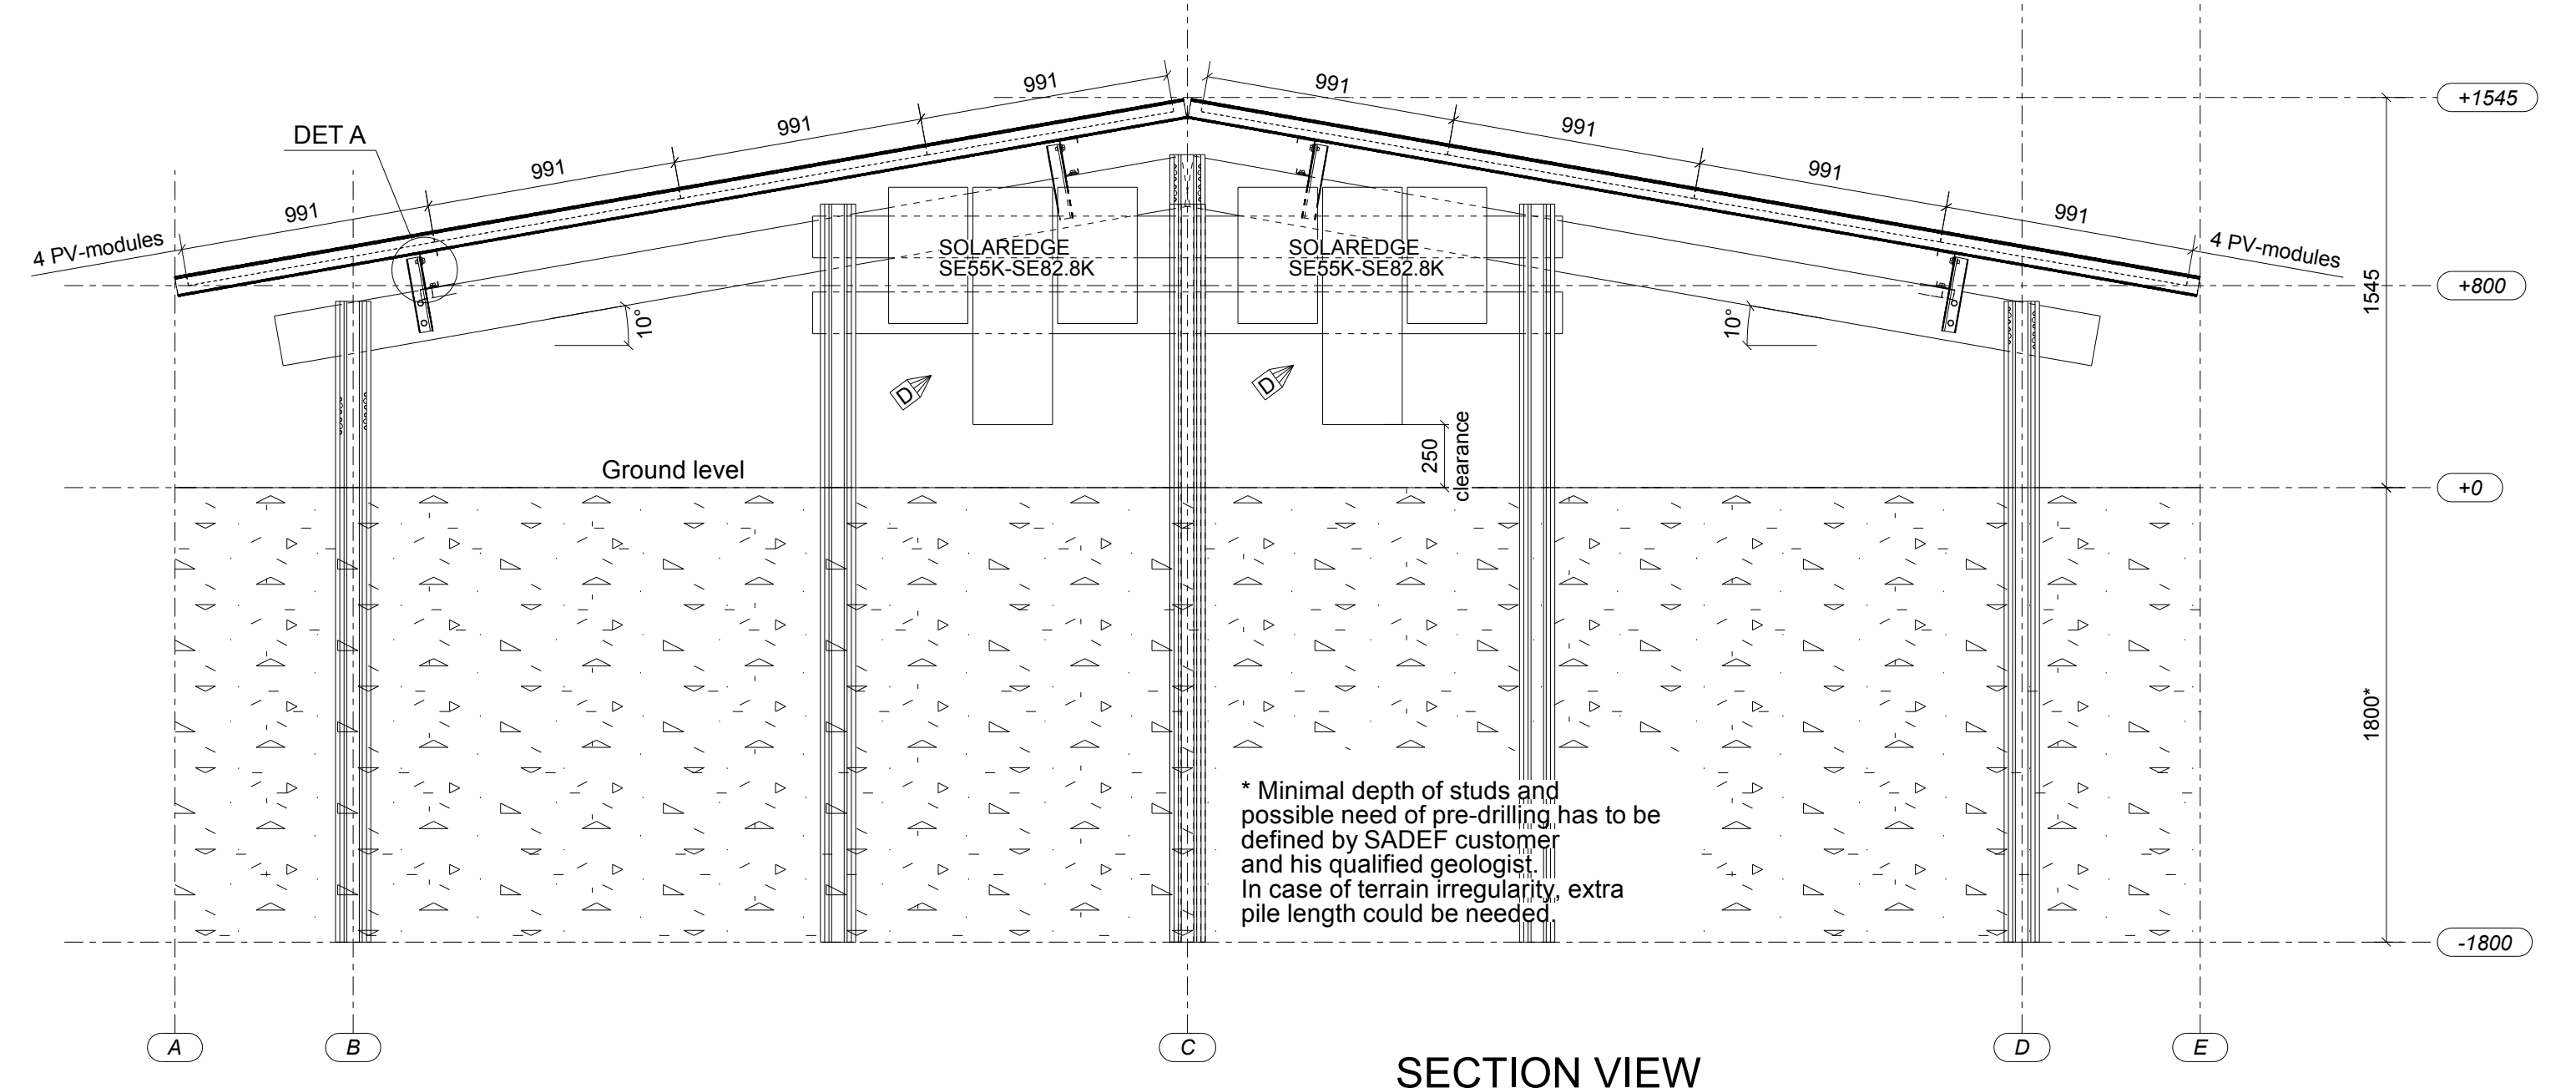 991
991
+1545
DET A
991
991
991
991
991
991
4 PV-modules
4 PV-modules
SOLAREDGE
SE55K-SE82.8K
SOLAREDGE
SE55K-SE82.8K
+800
1545
10°
10°
D
D
250
clearance
Ground level
+0
1800*
* Minimal depth of studs and
possible need of pre-drilling has to be
defined by SADEF customer
and his qualified geologist.
In case of terrain irregularity, extra
pile length could be needed.
-1800
A
B
C
D
E
SECTION VIEW